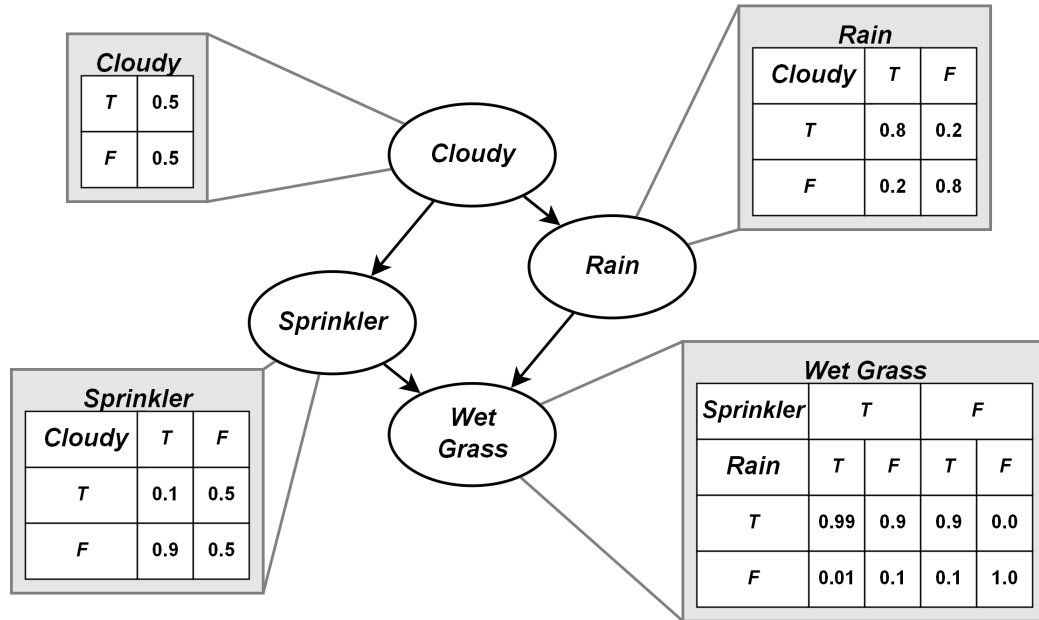 Cloudy
T 0.5
F 0.5
Rain
Cloudy T F
T 0.8 0.2
F 0.2 0.8
Cloudy
Rain
Sprinkler
Wet
Grass
Sprinkler
Cloudy T F
T 0.1 0.5
F 0.9 0.5
Wet Grass
Sprinkler T F
Rain T F T F
T 0.99 0.9 0.9 0.0
F 0.01 0.1 0.1 1.0